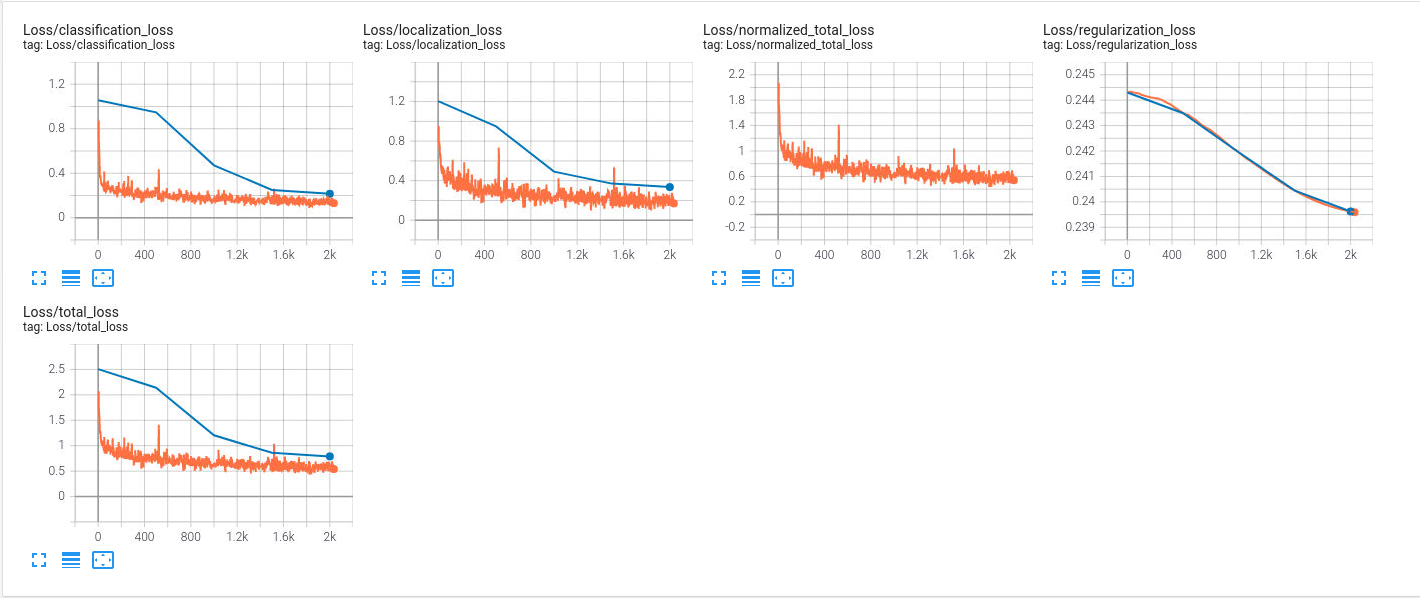 Loss/classification_loss
tag: Loss/classification_loss
1.2
0.8
0.4
0
0 400 800 1.2k 1.6k 2k
Loss/localization_loss
tag: Loss/localization_loss
1.2
0.8
0.4
0
0 400 800 1.2k 1.6k 2k
Loss/normalized_total_loss
tag: Loss/normalized_total_loss
2.2
1.8
1.4
1
0.6
0.2
-0.2
0 400 800 1.2k 1.6k 2k
Loss/regularization_loss
tag: Loss/regularization_loss
0.245
0.244
0.243
0.242
0.241
0.24
0.239
0 400 800 1.2k 1.6k 2k
Loss/total_loss
tag: Loss/total_loss
2.5
2
1.5
1
0.5
0
0 400 800 1.2k 1.6k 2k